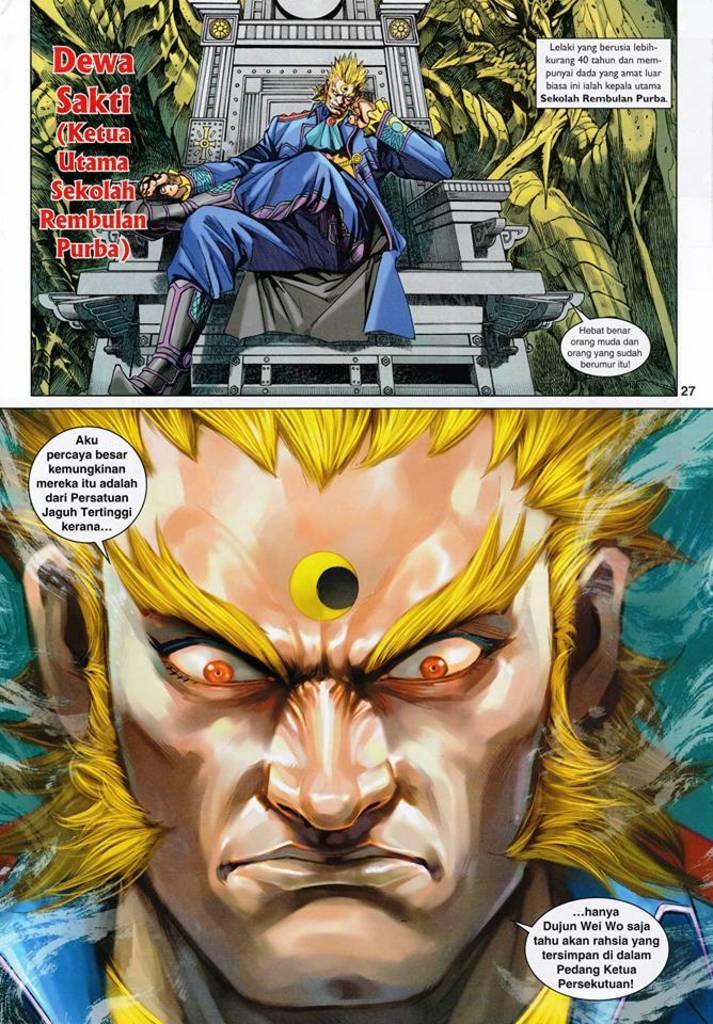 Dewa
Sakti
(Ketua
Utama
Sekolah
Rembulan
Purba)
Lelaki yang berusia lebih-
kurang 40 tahun dan mem-
punyai dada yang amat luar
biasa ini ialah kepala utama
Sekolah Rembulan Purba.
Hebat benar
orang muda dan
orang yang sudah
berumur itu!
27
Aku
percaya besar
kemungkinan
mereka itu adalah
dari Persatuan
Jaguh Tertinggi
kerana...
...hanya
Dujun Wei Wo saja
tahu akan rahsia yang
tersimpan di dalam
Pedang Ketua
Persekutuan!